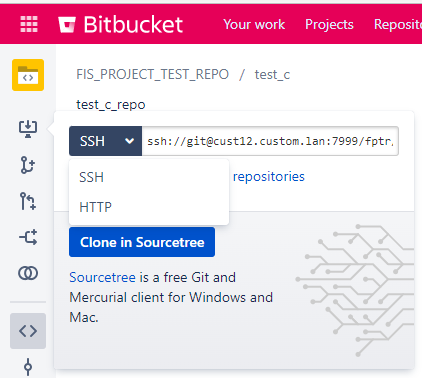 Bitbucket Your work Projects Reposito
FIS_PROJECT_TEST_REPO / test_c
test_c_repo
SSH ssh://git@cust12.custom.lan:7999/fptr,
SSH
repositories
HTTP
Clone in Sourcetree
Sourcetree is a free Git and
Mercurial client for Windows and
Mac.